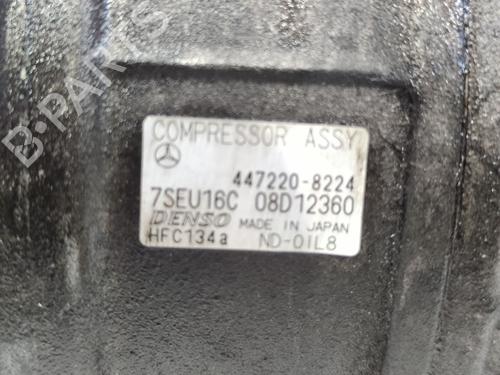 B-PARTS
COMPRESSOR ASSY
447220-8224
7SEU16C 08D12360
DENSO MADE IN JAPAN
HFC134a ND-OIL8